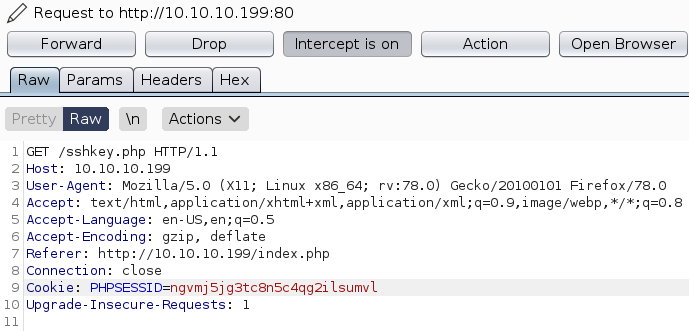 Request to http://10.10.10.199:80
Forward Drop Intercept is on Action Open Browser
Raw Params Headers Hex
Pretty Raw \n Actions
1 GET /sshkey.php HTTP/1.1
2 Host: 10.10.10.199
3 User-Agent: Mozilla/5.0 (X11; Linux x86_64; rv:78.0) Gecko/20100101 Firefox/78.0
4 Accept: text/html,application/xhtml+xml,application/xml;q=0.9,image/webp,*/*;q=0.8
5 Accept-Language: en-US,en;q=0.5
6 Accept-Encoding: gzip, deflate
7 Referer: http://10.10.10.199/index.php
8 Connection: close
9 Cookie: PHPSESSID=ngvmj5jg3tc8n5c4qg2ilsumvl
10 Upgrade-Insecure-Requests: 1
11